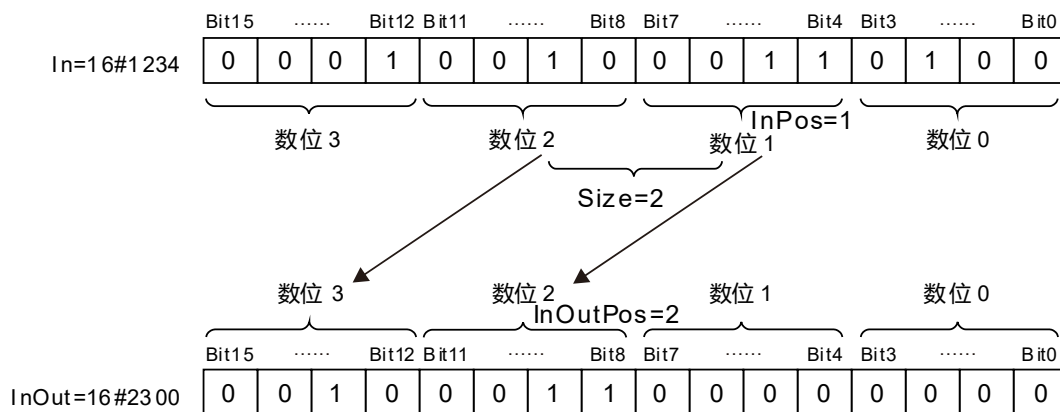 Bit15 …… Bit12 Bit11 …… Bit8 Bit7 …… Bit4 Bit3 …… Bit0
In=16#1234 0 0 0 1 0 0 1 0 0 0 1 1 0 1 0 0
InPos=1
数位 3 数位 2 数位 1 数位 0
Size=2
数位 3 数位 2 数位 1 数位 0
InOutPos=2
Bit15 …… Bit12 Bit11 …… Bit8 Bit7 …… Bit4 Bit3 …… Bit0
InOut=16#2300 0 0 1 0 0 0 1 1 0 0 0 0 0 0 0 0